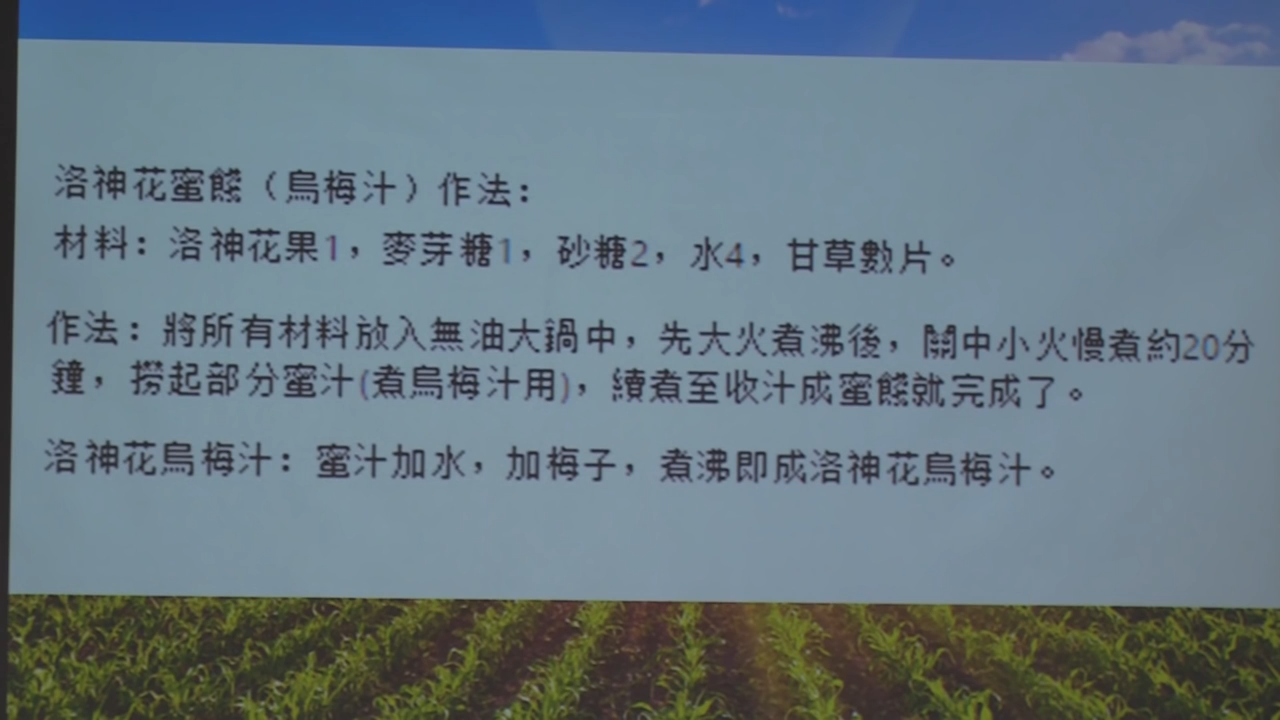 洛神花蜜餞（烏梅汁）作法：
材料：洛神花果1，麥芽糖1，砂糖2，水4，甘草數片。
作法：將所有材料放入無油大鍋中，先大火煮沸後，關中小火慢煮約20分
鐘，撈起部分蜜汁(煮烏梅汁用)，續煮至收汁成蜜餞就完成了。
洛神花烏梅汁：蜜汁加水，加梅子，煮沸即成洛神花烏梅汁。